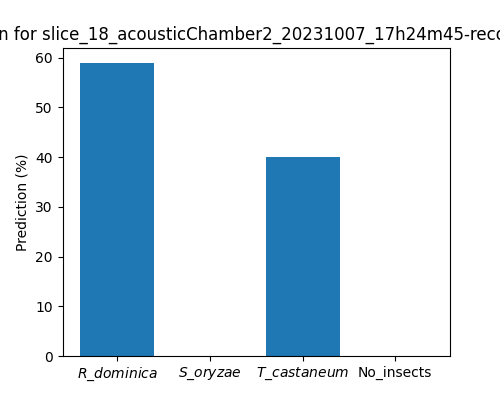 n for slice_18_acousticChamber2_20231007_17h24m45-reco
60
50
40
30
20
10
0
Prediction (%)
R_dominica S_oryzae T_castaneum No_insects